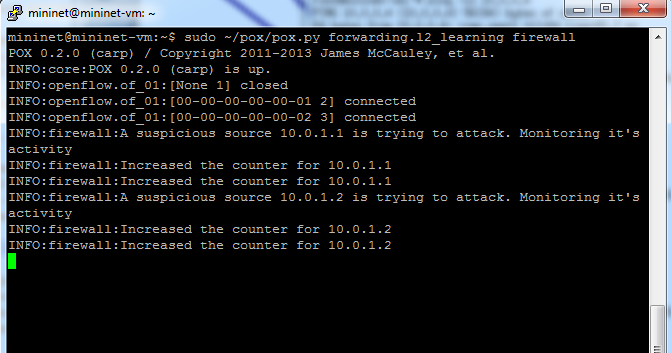 mininet@mininet-vm: ~
mininet@mininet-vm:~$ sudo ~/pox/pox.py forwarding.l2_learning firewall
POX 0.2.0 (carp) / Copyright 2011-2013 James McCauley, et al.
INFO:core:POX 0.2.0 (carp) is up.
INFO:openflow.of_01:[None 1] closed
INFO:openflow.of_01:[00-00-00-00-00-01 2] connected
INFO:openflow.of_01:[00-00-00-00-00-02 3] connected
INFO:firewall:A suspicious source 10.0.1.1 is trying to attack. Monitoring it's
activity
INFO:firewall:Increased the counter for 10.0.1.1
INFO:firewall:Increased the counter for 10.0.1.1
INFO:firewall:A suspicious source 10.0.1.2 is trying to attack. Monitoring it's
activity
INFO:firewall:Increased the counter for 10.0.1.2
INFO:firewall:Increased the counter for 10.0.1.2